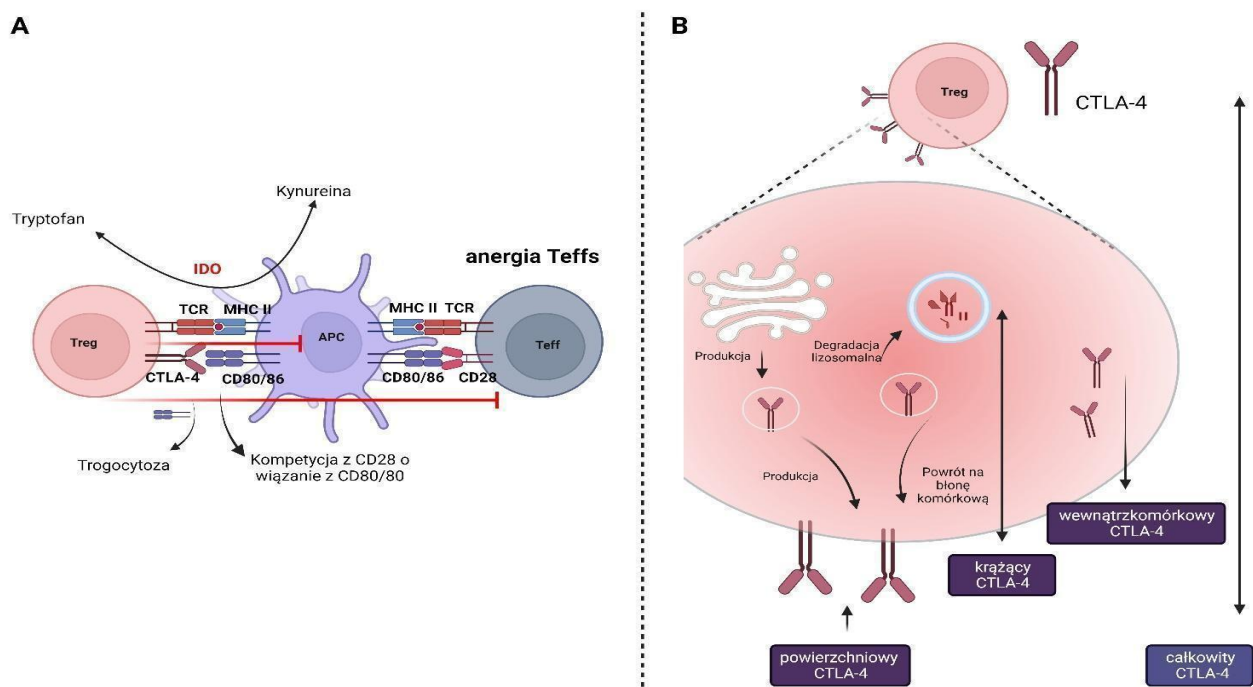 A
Kynureina
Tryptofan
IDO
anergia Teffs
TCR MHC II
MHC II TCR
Treg
APC
Teff
CTLA-4
CD80/86
CD80/86
CD28
Trogocytoza
Kompetycja z CD28 o
wiązanie z CD80/80
B
Treg
CTLA-4
Produkcja
Degradacja
lizosomalna
Produkcja
Powrót na
błonę
komórkową
wewnątrzkomórkowy
CTLA-4
krążący
CTLA-4
powierzchniowy
CTLA-4
całkowity
CTLA-4